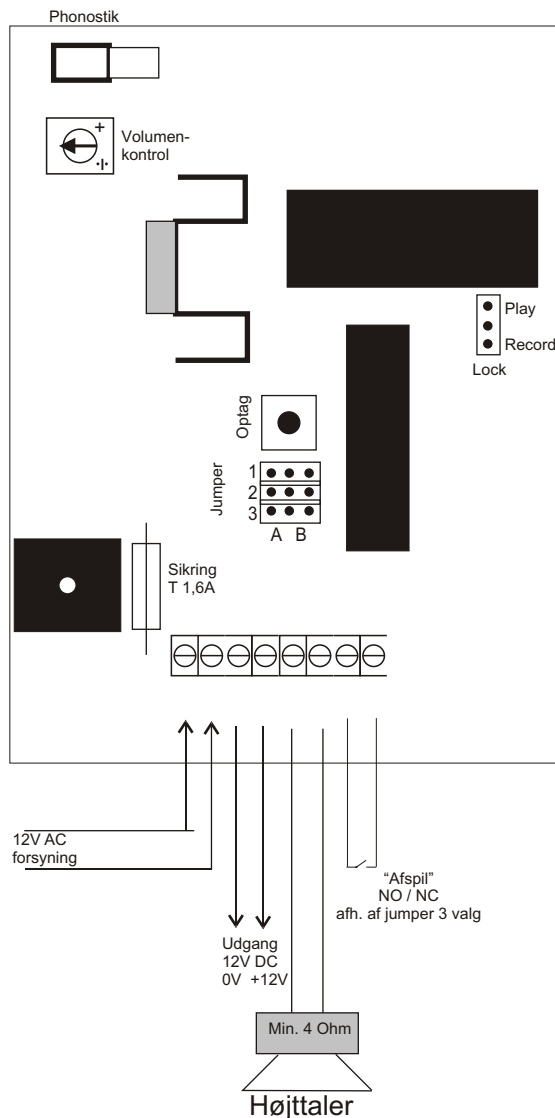 Phonostik
+
Volumen-
kontrol
Play
Record
Lock
Optag
Jumper
1
2
3
A B
Sikring
T 1,6A
12V AC
forsyning
“Afspil”
NO / NC
afh. af jumper 3 valg
Udgang
12V DC
0V +12V
Min. 4 Ohm
Højttaler